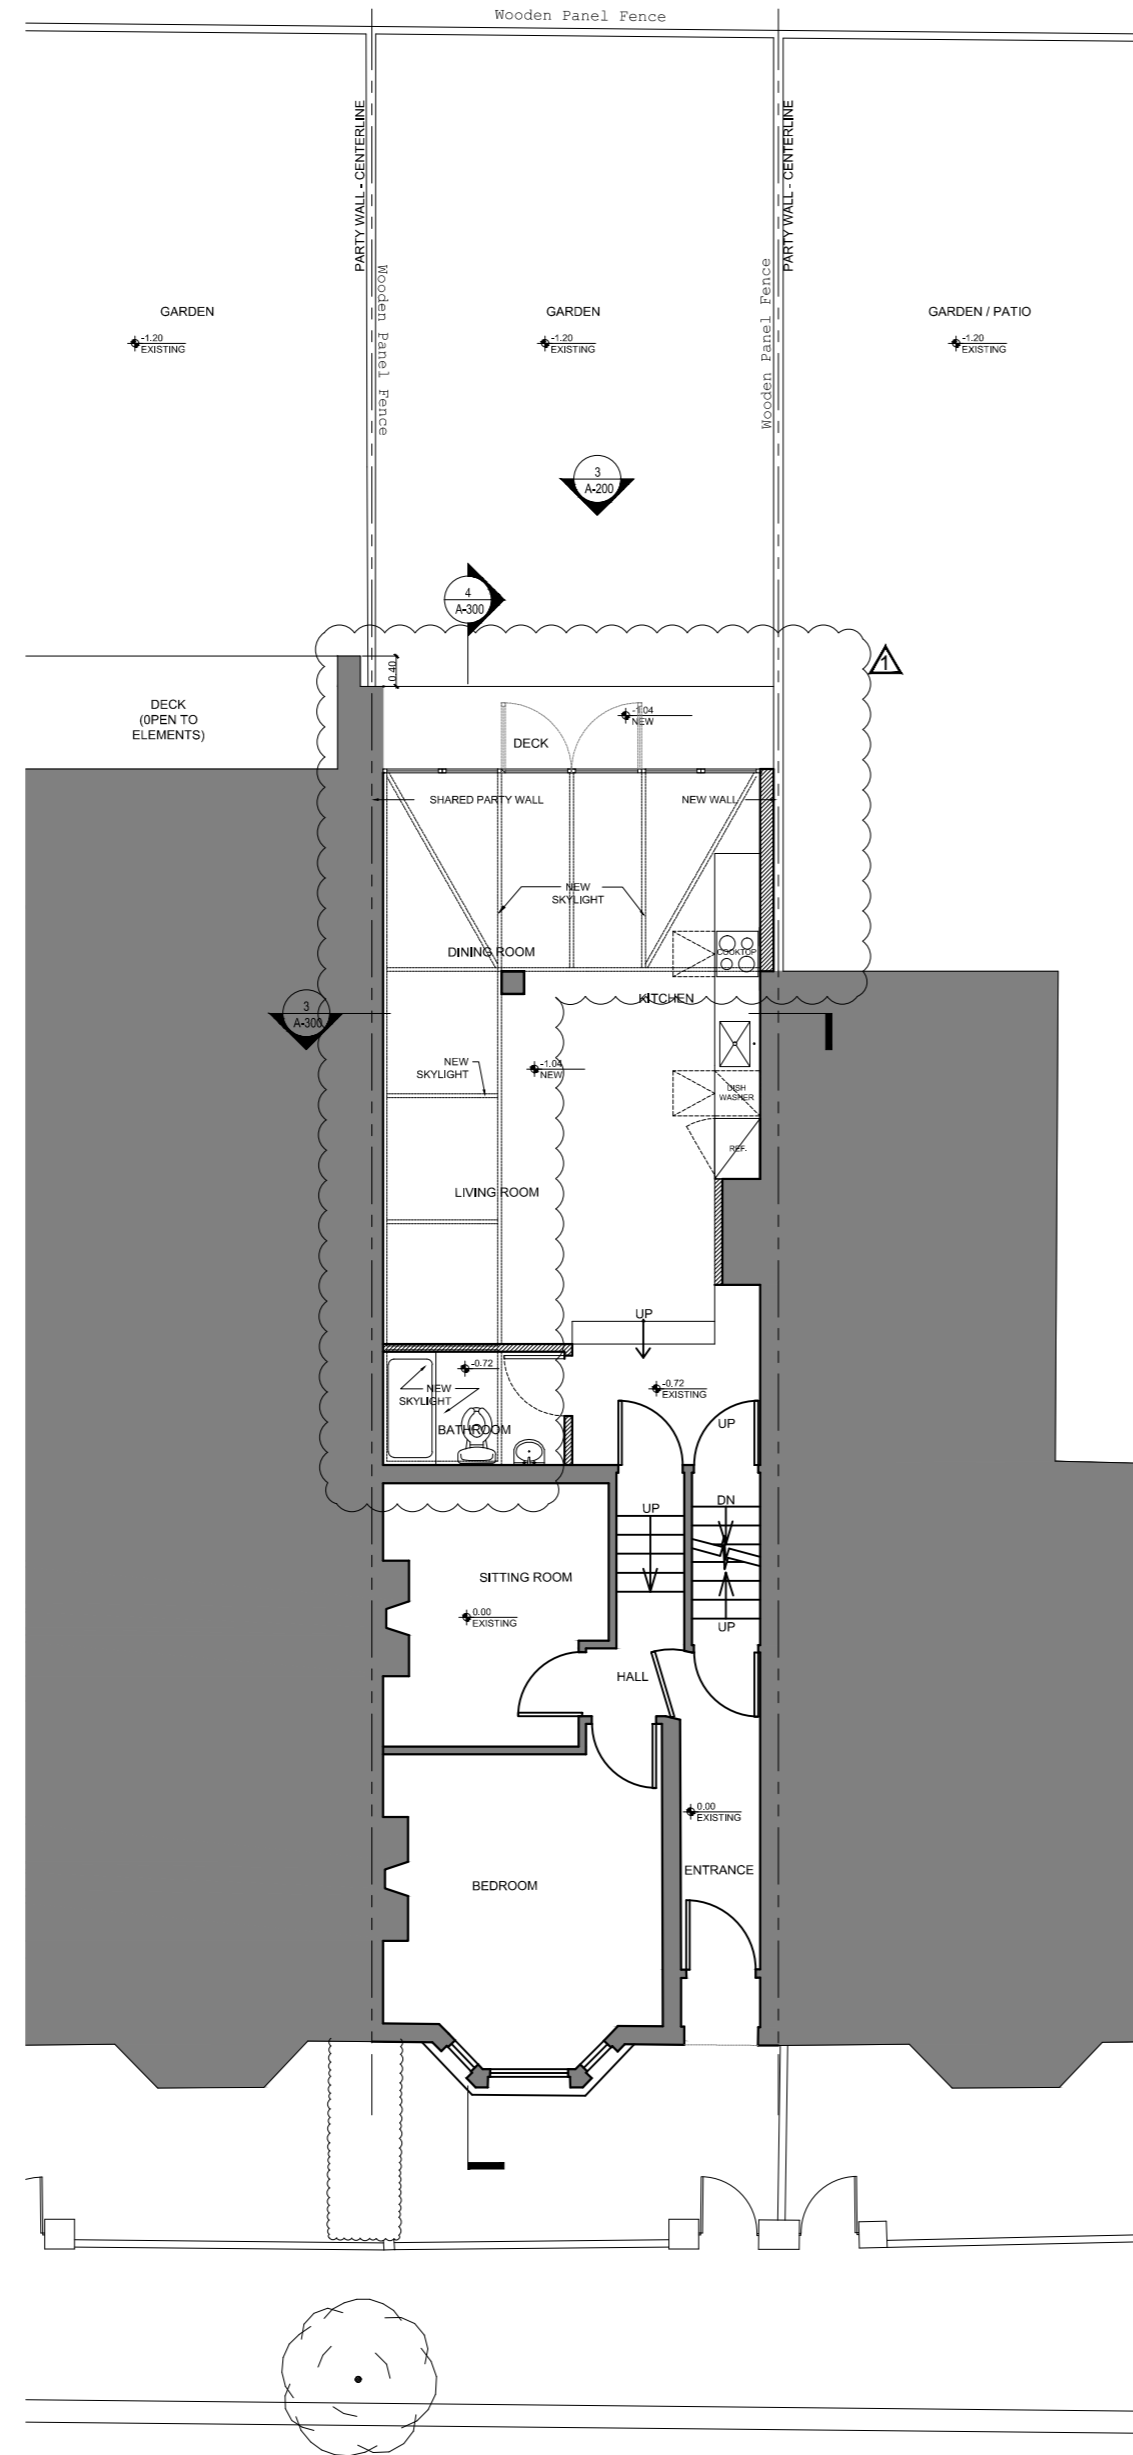 Wooden Panel Fence
PARTY WALL - CENTERLINE
PARTY WALL - CENTERLINE
Wooden Panel Fence
Wooden Panel Fence
GARDEN
-1.20
EXISTING
GARDEN
-1.20
EXISTING
GARDEN / PATIO
-1.20
EXISTING
3
A-200
4
A-300
1
0.40
DECK
(OPEN TO
ELEMENTS)
-1.04
NEW
DECK
SHARED PARTY WALL
NEW WALL
NEW
SKYLIGHT
DINING ROOM
COOKTOP
KITCHEN
3
A-300
NEW
SKYLIGHT
-1.04
NEW
DISH
WASHER
REF.
LIVING ROOM
UP
-0.72
-0.72
EXISTING
NEW
SKYLIGHT
BATHROOM
UP
UP
DN
SITTING ROOM
0.00
EXISTING
UP
HALL
0.00
EXISTING
ENTRANCE
BEDROOM